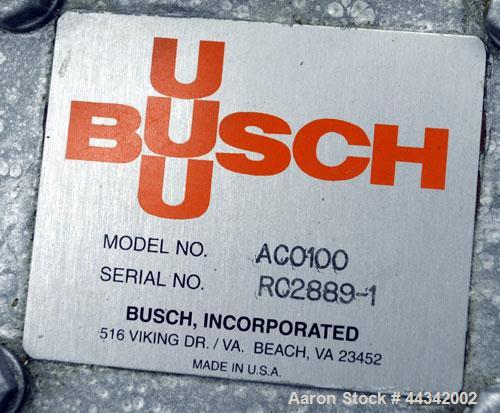 U
BUSCH
U
MODEL NO. AC0100
SERIAL NO. RC2889-1
BUSCH, INCORPORATED
516 VIKING DR. / VA. BEACH, VA 23452
MADE IN U.S.A.
Aaron Stock # 44342002